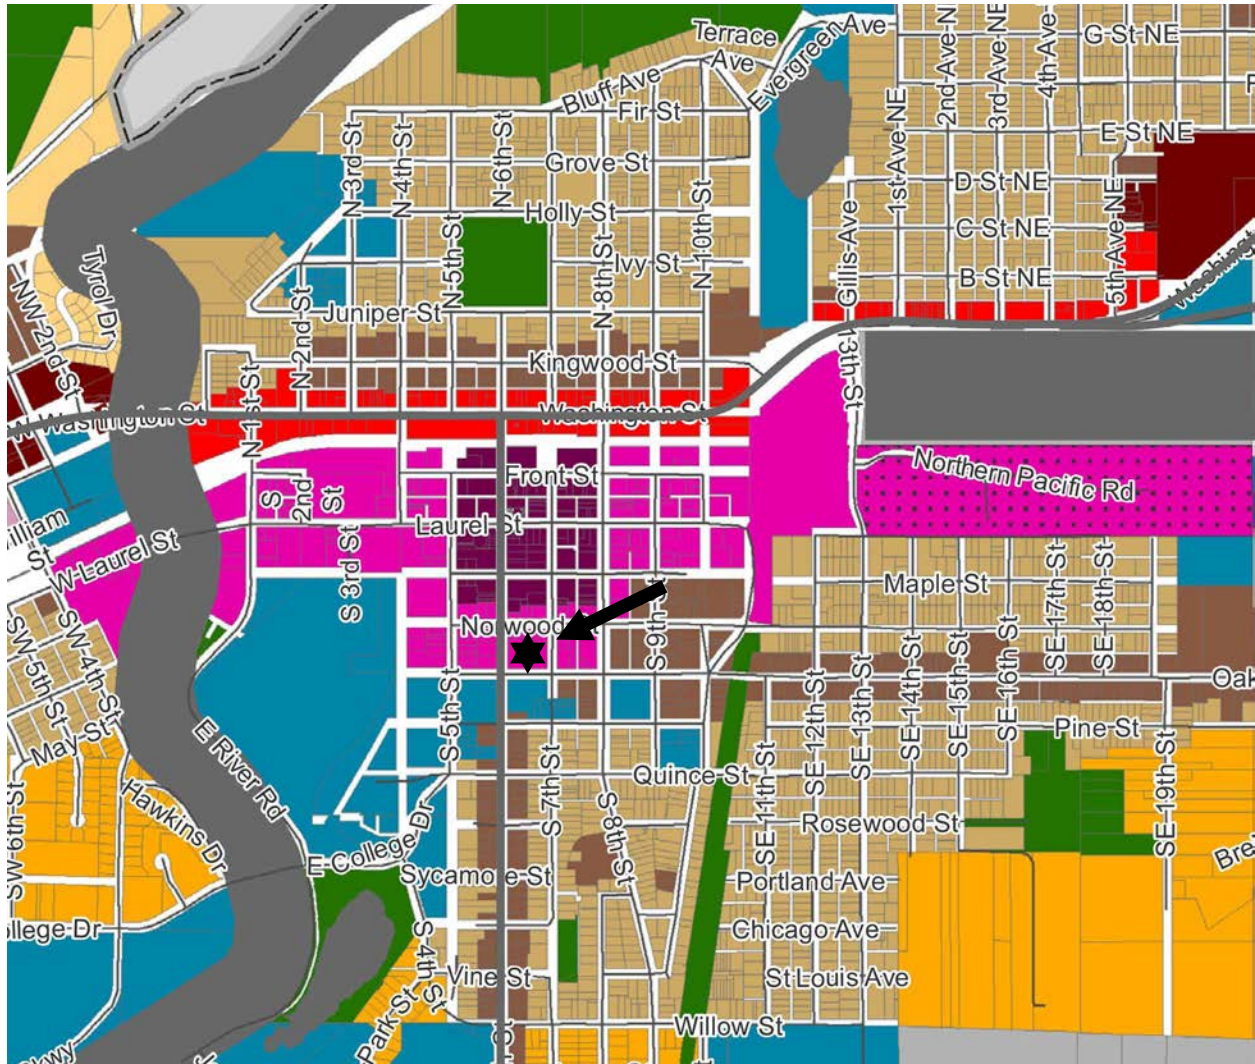 Terrace
Ave
Evergreen Ave
G St NE
2nd Ave N
3rd Ave NE
4th Ave
Bluff Ave
Fir St
F
E St NE
N 3rd St
N 4th St
N 6th St
Grove St
N 10th St
1st Ave NE
D St NE
Holly St
C St NE
N 5th St
N 8th St
Ivy St
Gillis Ave
B St NE
5th Ave NE
Washingt
Tyrol Dr
NW 2nd St
N 2nd St
Juniper St
Kingwood St
13th St
W Washington St
N 1st St
Washington St
Front St
Northern Pacific Rd
S
2nd
St
Laurel St
illiam
St
W Laurel St
S 3rd St
Maple St
SE 17th St
SE 18th St
SW 5th St
SW 4th St
Norwood St
S 9th St
S 5th St
SE 12th St
SE 13th St
SE 14th St
SE 15th St
SE 16th St
Oak
May St
E River Rd
S 7th St
Pine St
SE 11th St
SE 19th St
Quince St
SW 6th St
Hawkins Dr
S 8th St
Rosewood St
Bre
E College Dr
Sycamore St
Portland Ave
ollege Dr
S 4th St
Chicago Ave
Vine St
St Louis Ave
Park St
Willow St
Pkwy
St